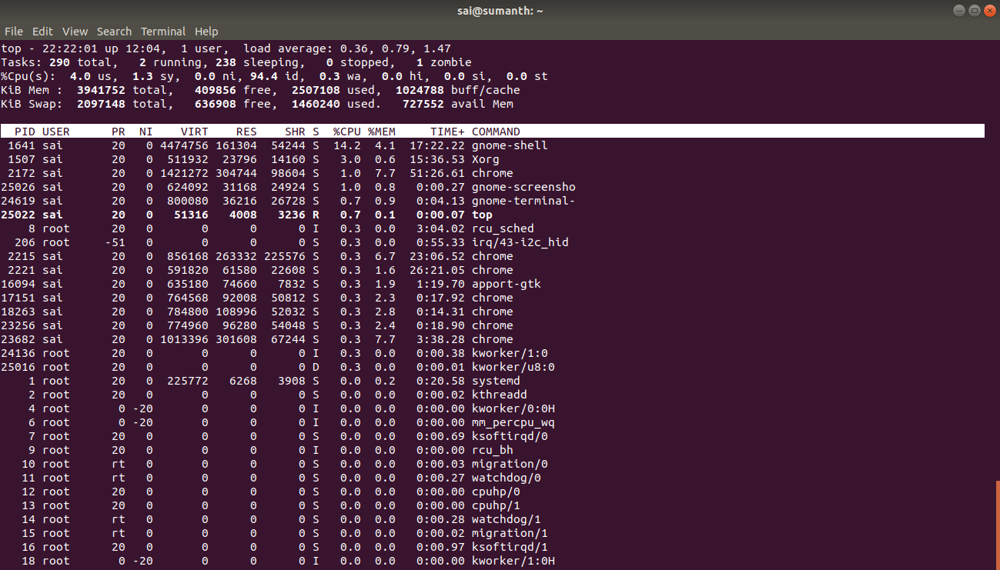 sai@sumanth: ~
File Edit View Search Terminal Help
top - 22:22:01 up 12:04,  1 user,  load average: 0.36, 0.79, 1.47
Tasks: 290 total,   2 running, 238 sleeping,   0 stopped,   1 zombie
%Cpu(s):  4.0 us,  1.3 sy,  0.0 ni, 94.4 id,  0.3 wa,  0.0 hi,  0.0 si,  0.0 st
KiB Mem :  3941752 total,   409856 free,  2507108 used,  1024788 buff/cache
KiB Swap:  2097148 total,   636908 free,  1460240 used.   727552 avail Mem
  PID USER      PR  NI    VIRT    RES    SHR S  %CPU %MEM     TIME+ COMMAND
 1641 sai       20   0 4474756 161304  54244 S  14.2  4.1  17:22.22 gnome-shell
 1507 sai       20   0  511932  23796  14160 S   3.0  0.6  15:36.53 Xorg
 2172 sai       20   0 1421272 304744  98604 S   1.0  7.7  51:26.61 chrome
25026 sai       20   0  624092  31168  24924 S   1.0  0.8   0:00.27 gnome-screensho
24619 sai       20   0  800080  36216  26728 S   0.7  0.9   0:04.13 gnome-terminal-
25022 sai       20   0   51316   4008   3236 R   0.7  0.1   0:00.07 top
    8 root      20   0       0      0      0 I   0.3  0.0   3:04.02 rcu_sched
  206 root     -51   0       0      0      0 S   0.3  0.0   0:55.33 irq/43-i2c_hid
 2215 sai       20   0  856168 263332 225576 S   0.3  6.7  23:06.52 chrome
 2221 sai       20   0  591820  61580  22608 S   0.3  1.6  26:21.05 chrome
16094 sai       20   0  635180  74660   7832 S   0.3  1.9   1:19.70 apport-gtk
17151 sai       20   0  764568  92008  50812 S   0.3  2.3   0:17.92 chrome
18263 sai       20   0  784800 108996  52032 S   0.3  2.8   0:14.31 chrome
23256 sai       20   0  774960  96280  54048 S   0.3  2.4   0:18.90 chrome
23682 sai       20   0 1013396 301608  67244 S   0.3  7.7   3:38.28 chrome
24136 root      20   0       0      0      0 I   0.3  0.0   0:00.38 kworker/1:0
25016 root      20   0       0      0      0 D   0.3  0.0   0:00.01 kworker/u8:0
    1 root      20   0  225772   6268   3908 S   0.0  0.2   0:20.58 systemd
    2 root      20   0       0      0      0 S   0.0  0.0   0:00.02 kthreadd
    4 root       0 -20       0      0      0 I   0.0  0.0   0:00.00 kworker/0:0H
    6 root       0 -20       0      0      0 I   0.0  0.0   0:00.00 mm_percpu_wq
    7 root      20   0       0      0      0 S   0.0  0.0   0:00.69 ksoftirqd/0
    9 root      20   0       0      0      0 I   0.0  0.0   0:00.00 rcu_bh
   10 root      rt   0       0      0      0 S   0.0  0.0   0:00.03 migration/0
   11 root      rt   0       0      0      0 S   0.0  0.0   0:00.27 watchdog/0
   12 root      20   0       0      0      0 S   0.0  0.0   0:00.00 cpuhp/0
   13 root      20   0       0      0      0 S   0.0  0.0   0:00.00 cpuhp/1
   14 root      rt   0       0      0      0 S   0.0  0.0   0:00.28 watchdog/1
   15 root      rt   0       0      0      0 S   0.0  0.0   0:00.02 migration/1
   16 root      20   0       0      0      0 S   0.0  0.0   0:00.97 ksoftirqd/1
   18 root       0 -20       0      0      0 I   0.0  0.0   0:00.00 kworker/1:0H